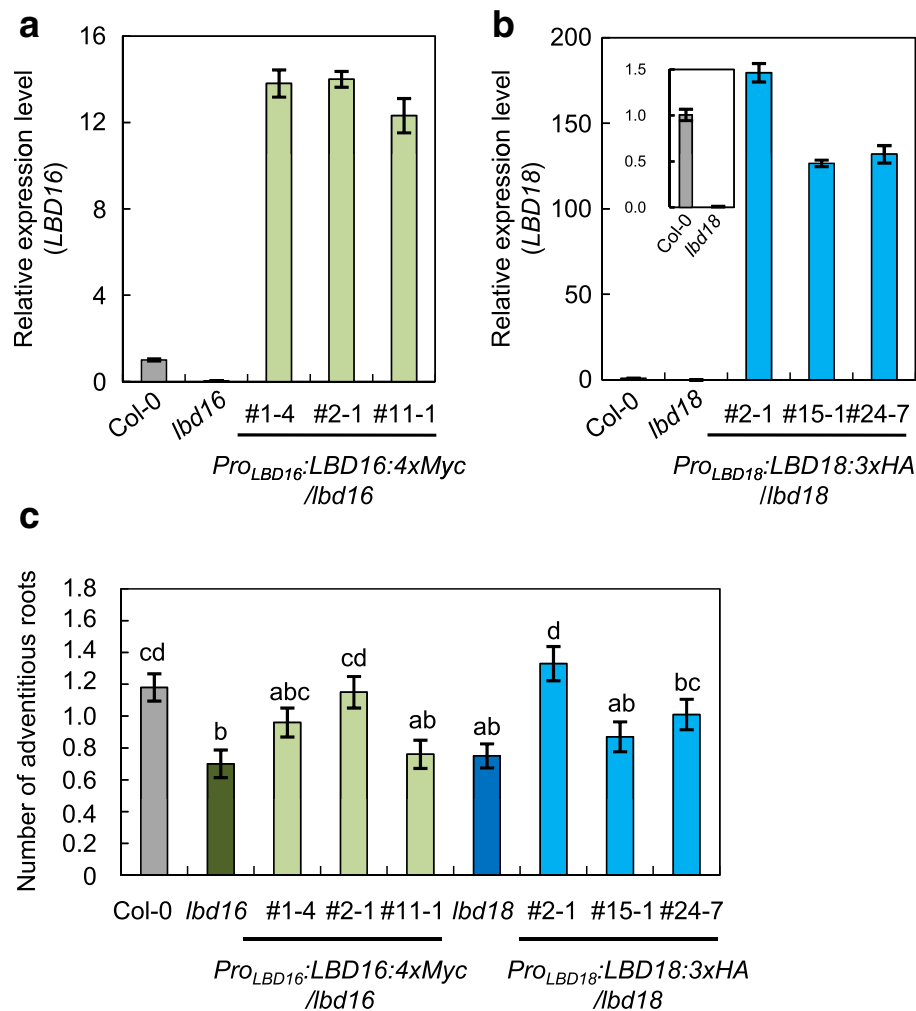 a
Relative expression level
(LBD16)
16
12
8
4
0
Col-0
lbd16
#1-4
#2-1
#11-1
Pro_LBD16:LBD16:4xMyc
/lbd16
b
Relative expression level
(LBD18)
200
150
100
50
0
1.5
1.0
0.5
0.0
Col-0
lbd18
Col-0
lbd18
#2-1
#15-1
#24-7
Pro_LBD18:LBD18:3xHA
/lbd18
c
Number of adventitious roots
1.8
1.6
1.4
1.2
1.0
0.8
0.6
0.4
0.2
0
cd
b
abc
cd
ab
ab
d
ab
bc
Col-0
lbd16
#1-4
#2-1
#11-1
lbd18
#2-1
#15-1
#24-7
Pro_LBD16:LBD16:4xMyc
/lbd16
Pro_LBD18:LBD18:3xHA
/lbd18